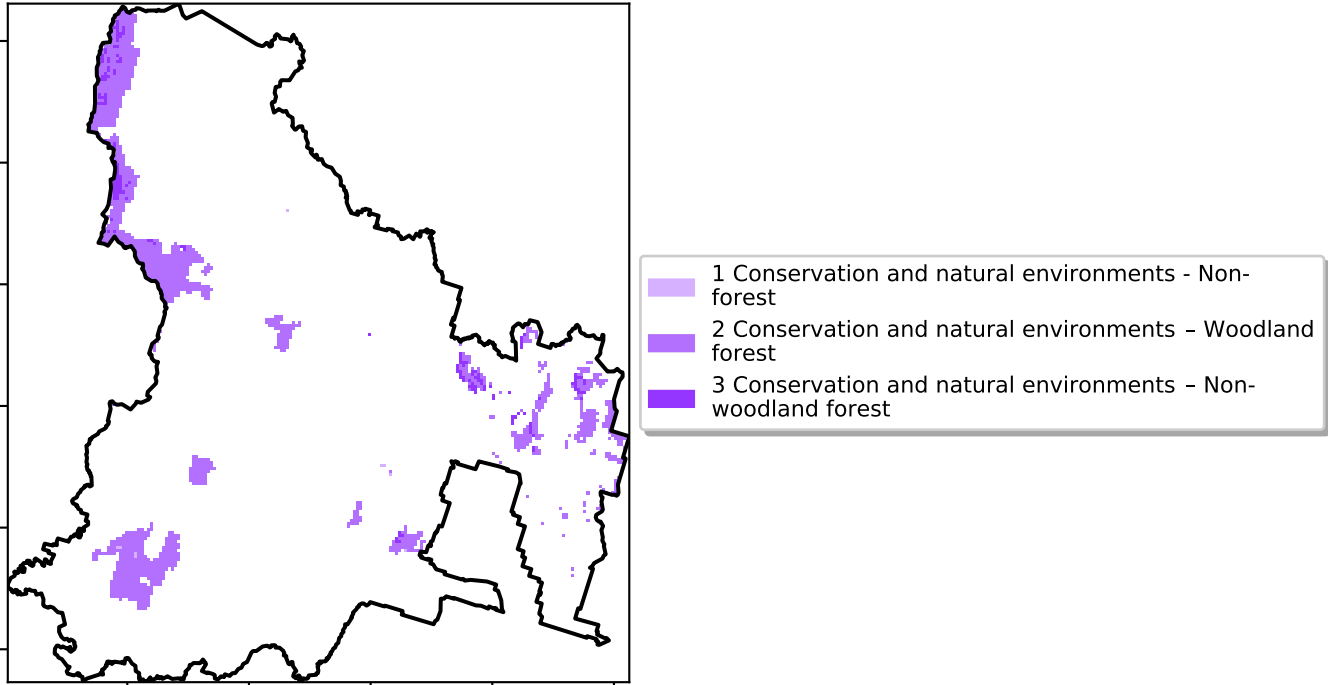 1 Conservation and natural environments - Non-
forest
2 Conservation and natural environments – Woodland
forest
3 Conservation and natural environments – Non-
woodland forest